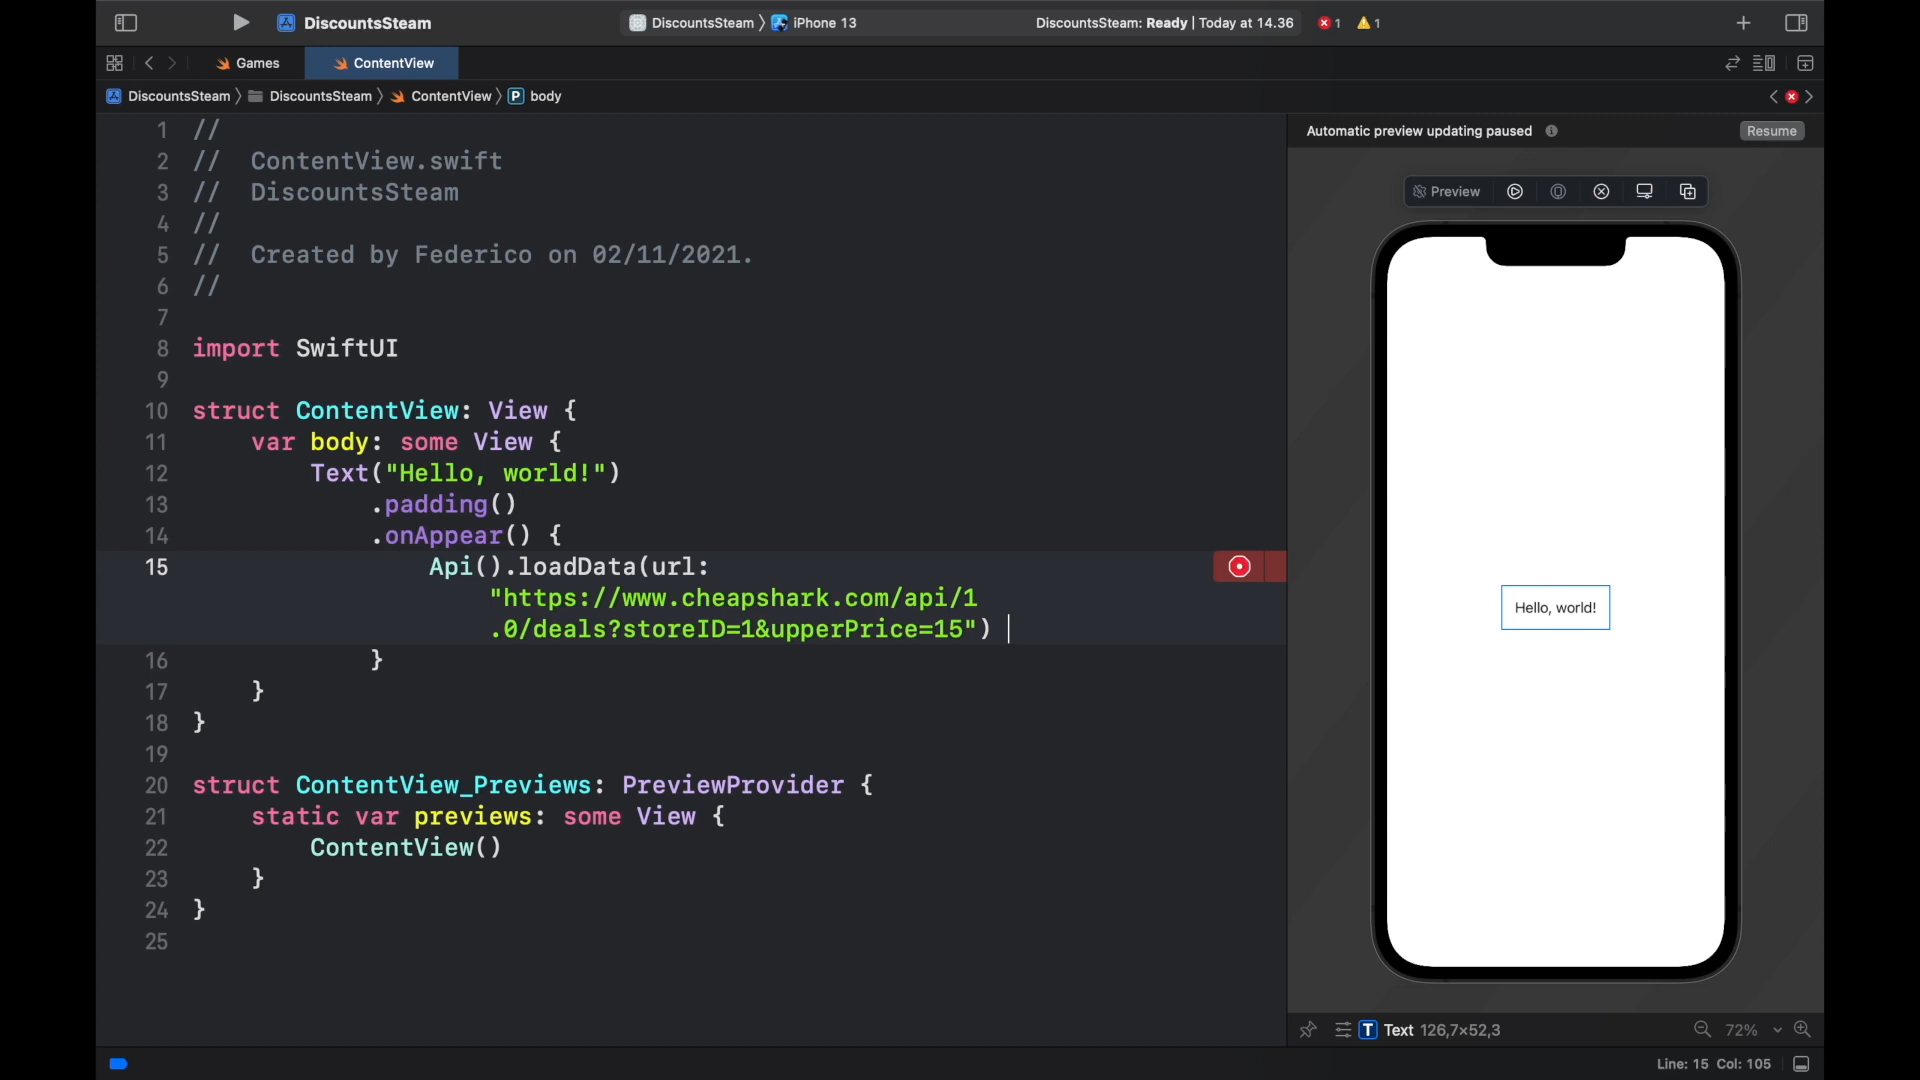 DiscountsSteam
DiscountsSteam 〉 iPhone 13
DiscountsSteam: Ready | Today at 14.36
1
1
Games
ContentView
DiscountsSteam 〉 DiscountsSteam 〉 ContentView 〉 P body
Automatic preview updating paused
Resume
1 //
2 //  ContentView.swift
3 //  DiscountsSteam
4 //
5 //  Created by Federico on 02/11/2021.
6 //
7
8 import SwiftUI
9
10 struct ContentView: View {
11     var body: some View {
12         Text("Hello, world!")
13             .padding()
14             .onAppear() {
15                 Api().loadData(url:
"https://www.cheapshark.com/api/1
.0/deals?storeID=1&upperPrice=15")
16             }
17     }
18 }
19
20 struct ContentView_Previews: PreviewProvider {
21     static var previews: some View {
22         ContentView()
23     }
24 }
25
Preview
Hello, world!
T Text 126,7×52,3
72%
Line: 15 Col: 105